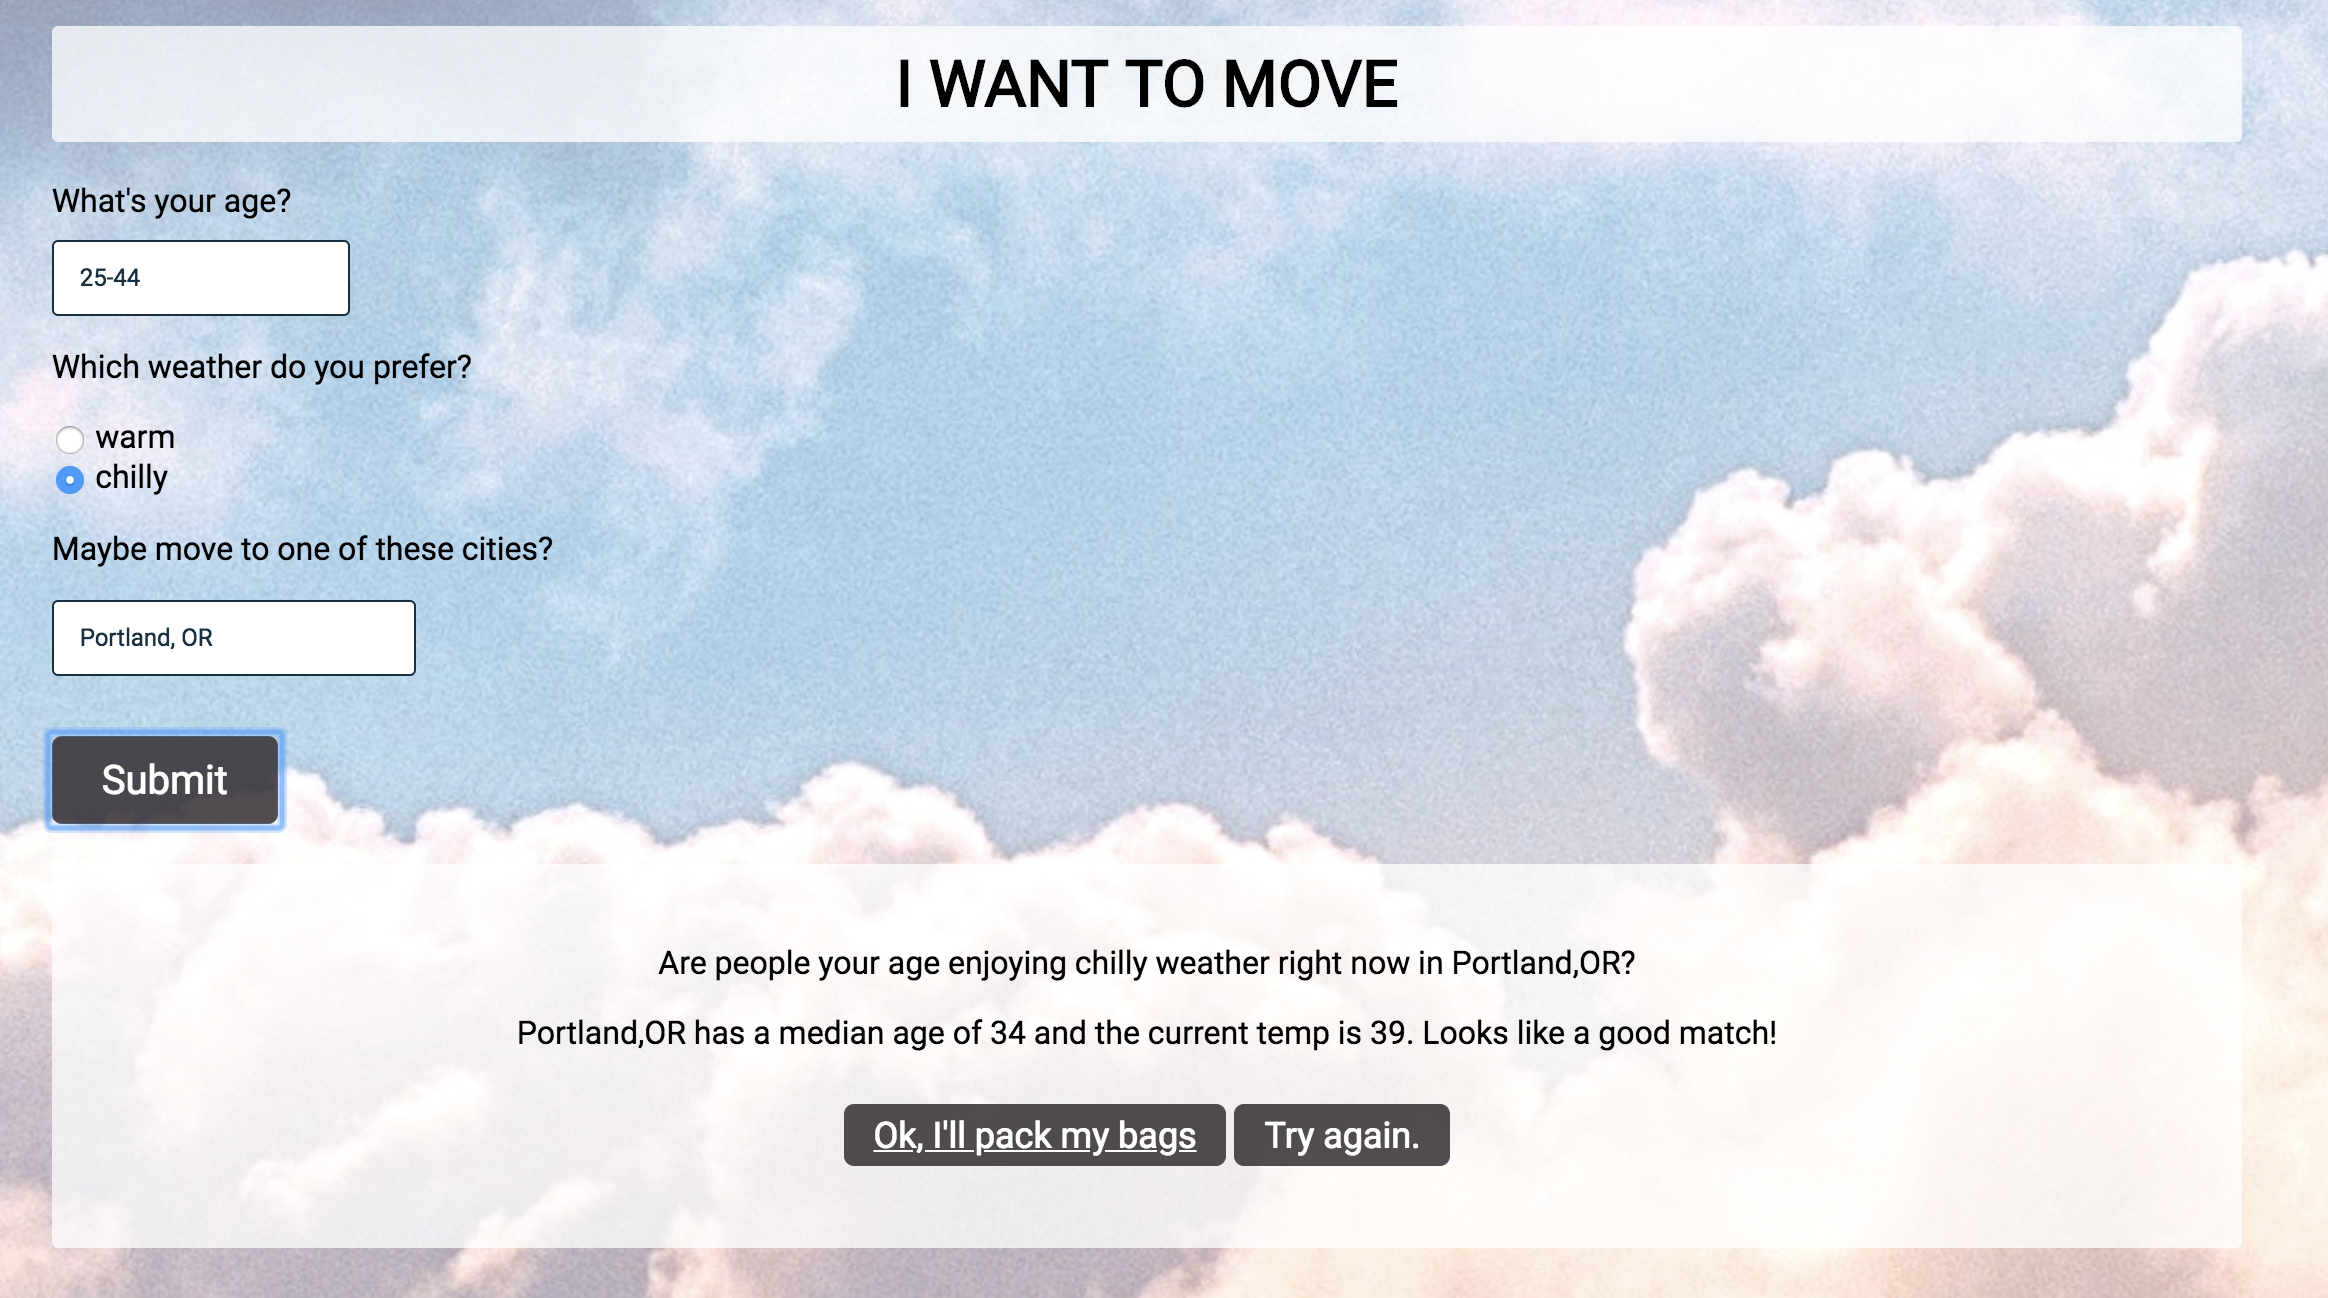 I WANT TO MOVE
What's your age?
25-44
Which weather do you prefer?
warm
chilly
Maybe move to one of these cities?
Portland, OR
Submit
Are people your age enjoying chilly weather right now in Portland,OR?
Portland,OR has a median age of 34 and the current temp is 39. Looks like a good match!
Ok, I'll pack my bags
Try again.